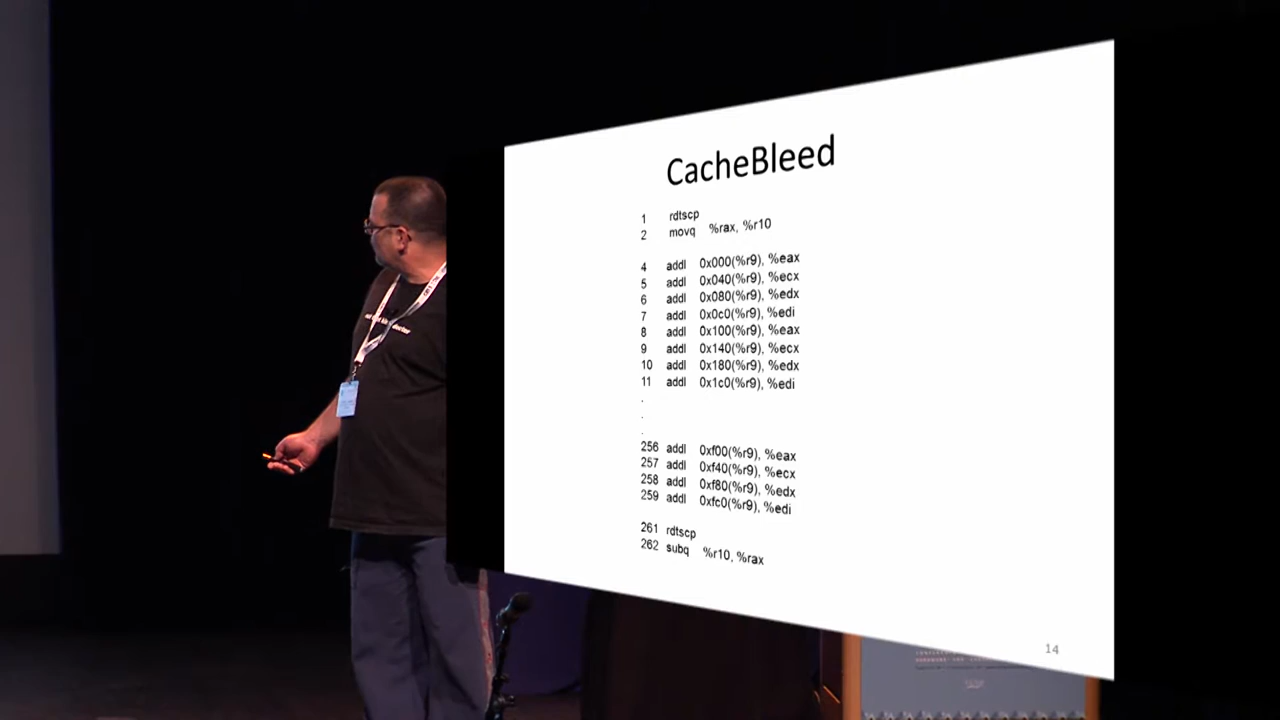 CacheBleed
1 rdtscp
2 movq %rax, %r10
4 addl 0x000(%r9), %eax
5 addl 0x040(%r9), %ecx
6 addl 0x080(%r9), %edx
7 addl 0x0c0(%r9), %edi
8 addl 0x100(%r9), %eax
9 addl 0x140(%r9), %ecx
10 addl 0x180(%r9), %edx
11 addl 0x1c0(%r9), %edi
.
.
.
256 addl 0xf00(%r9), %eax
257 addl 0xf40(%r9), %ecx
258 addl 0xf80(%r9), %edx
259 addl 0xfc0(%r9), %edi
261 rdtscp
262 subq %r10, %rax
14